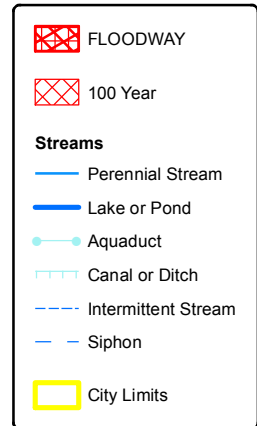 FLOODWAY
100 Year
Streams
Perennial Stream
Lake or Pond
Aquaduct
Canal or Ditch
Intermittent Stream
Siphon
City Limits